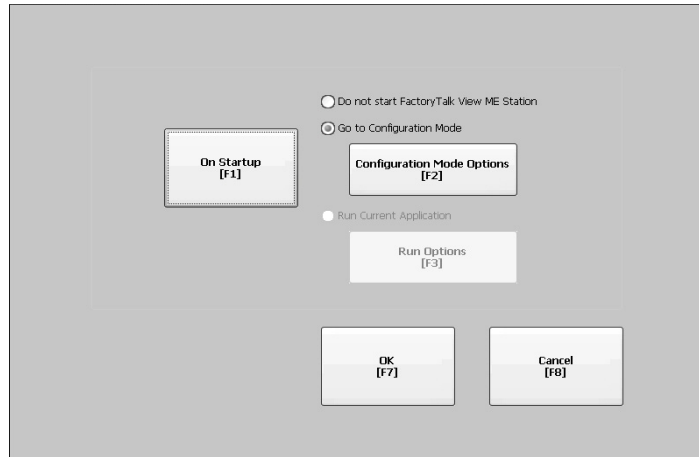 Do not start FactoryTalk View ME Station
Go to Configuration Mode
On Startup
[F1]
Configuration Mode Options
[F2]
Run Current Application
Run Options
[F3]
OK
[F7]
Cancel
[F8]